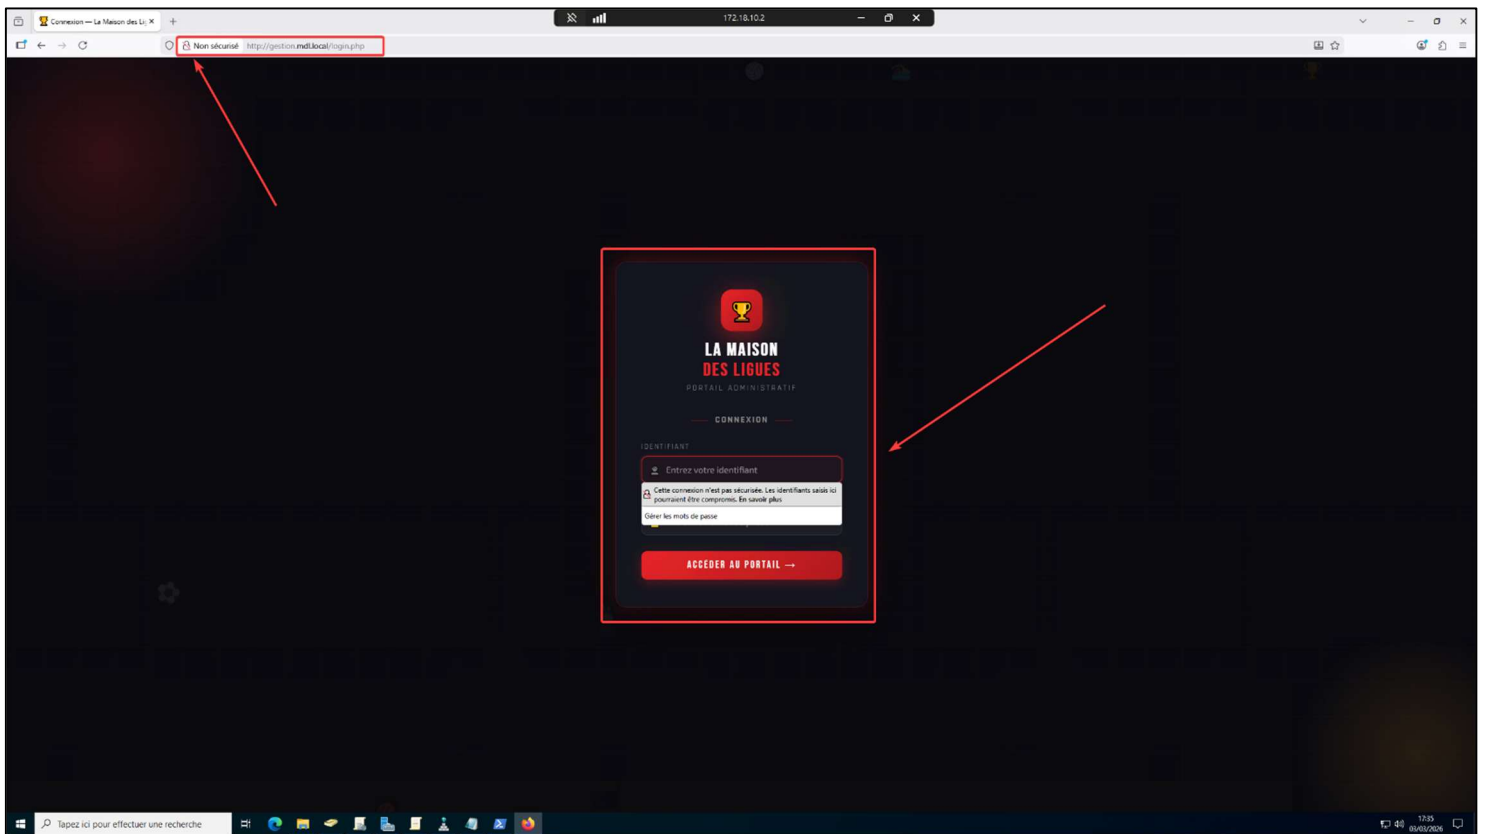 Connexion — La Maison des Li
172.18.10.2
Non sécurisé http://gestion.mdl.local/login.php
LA MAISON
DES LIGUES
PORTAIL ADMINISTRATIF
CONNEXION
IDENTIFIANT
Entrez votre identifiant
Cette connexion n'est pas sécurisée. Les identifiants saisis ici
pourraient être compromis. En savoir plus
Gérer les mots de passe
ACCÉDER AU PORTAIL →
Tapez ici pour effectuer une recherche
17:35
03/03/2026